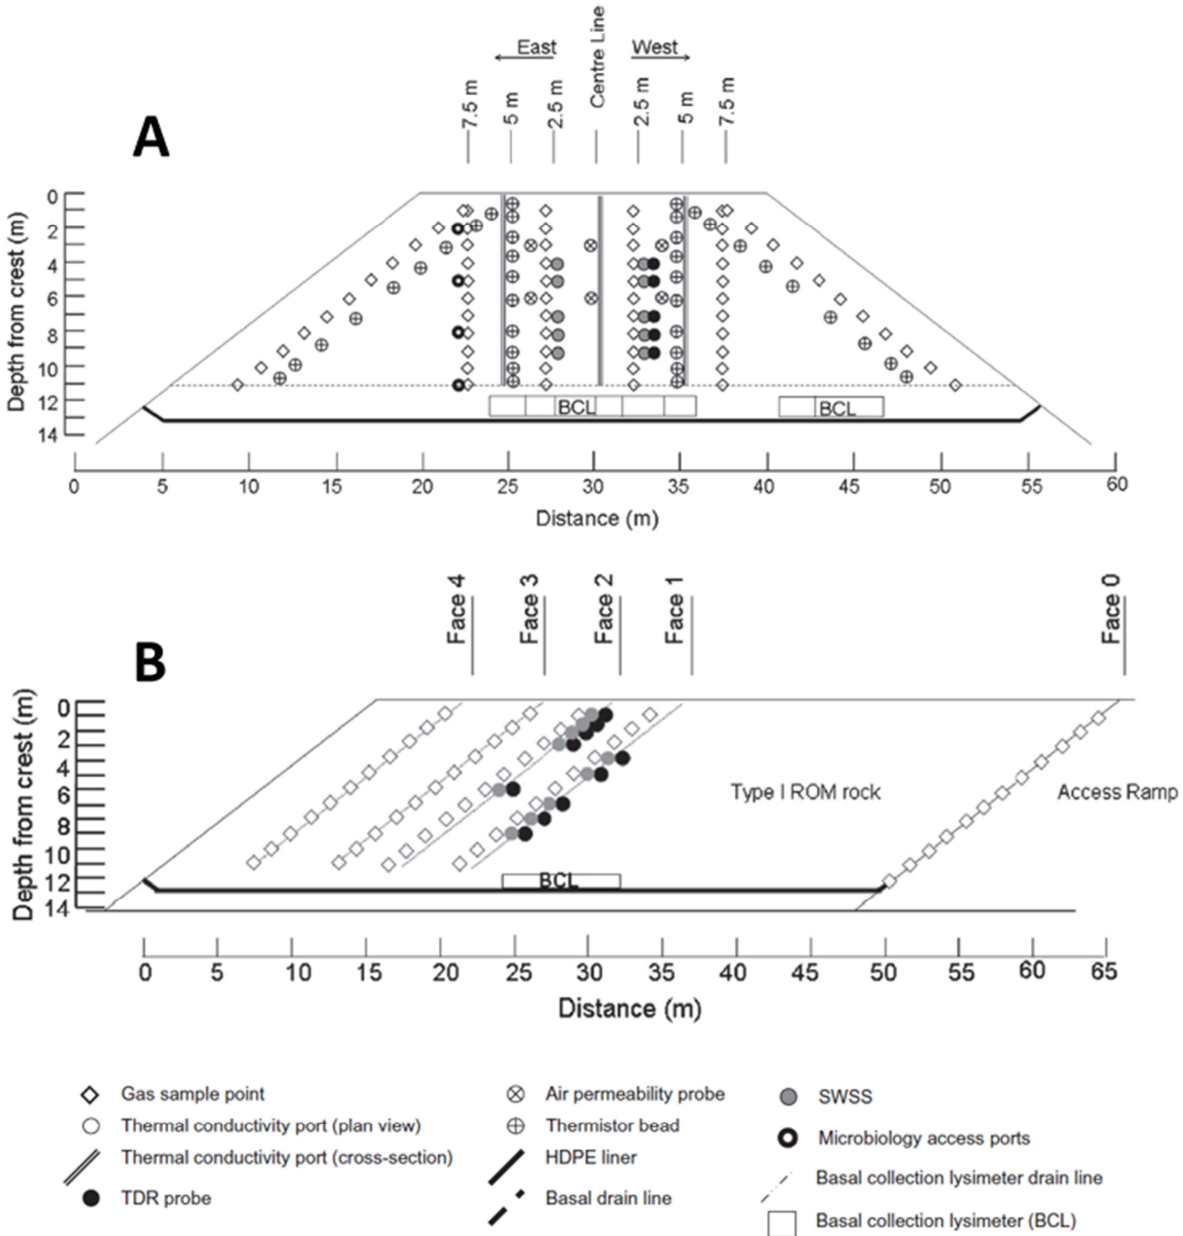 A
East
Centre Line
West
7.5 m
5 m
2.5 m
2.5 m
5 m
7.5 m
Depth from crest (m)
0
2
4
6
8
10
12
14
BCL
BCL
0 5 10 15 20 25 30 35 40 45 50 55 60
Distance (m)
B
Face 4
Face 3
Face 2
Face 1
Face 0
Depth from crest (m)
0
2
4
6
8
10
12
14
Type I ROM rock
Access Ramp
BCL
0 5 10 15 20 25 30 35 40 45 50 55 60 65
Distance (m)
Gas sample point
Thermal conductivity port (plan view)
Thermal conductivity port (cross-section)
TDR probe
Air permeability probe
Thermistor bead
HDPE liner
Basal drain line
SWSS
Microbiology access ports
Basal collection lysimeter drain line
Basal collection lysimeter (BCL)